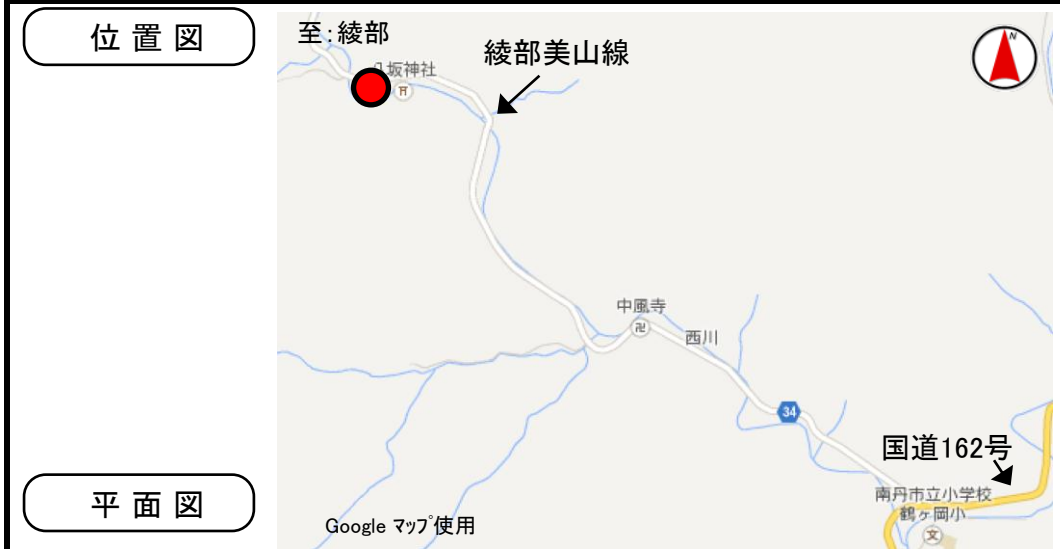 位置図
至：綾部
綾部美山線
N
坂神社
中風寺
西川
34
国道162号
南丹市立小学校
鶴ヶ岡小
文
平面図
Google マップ使用